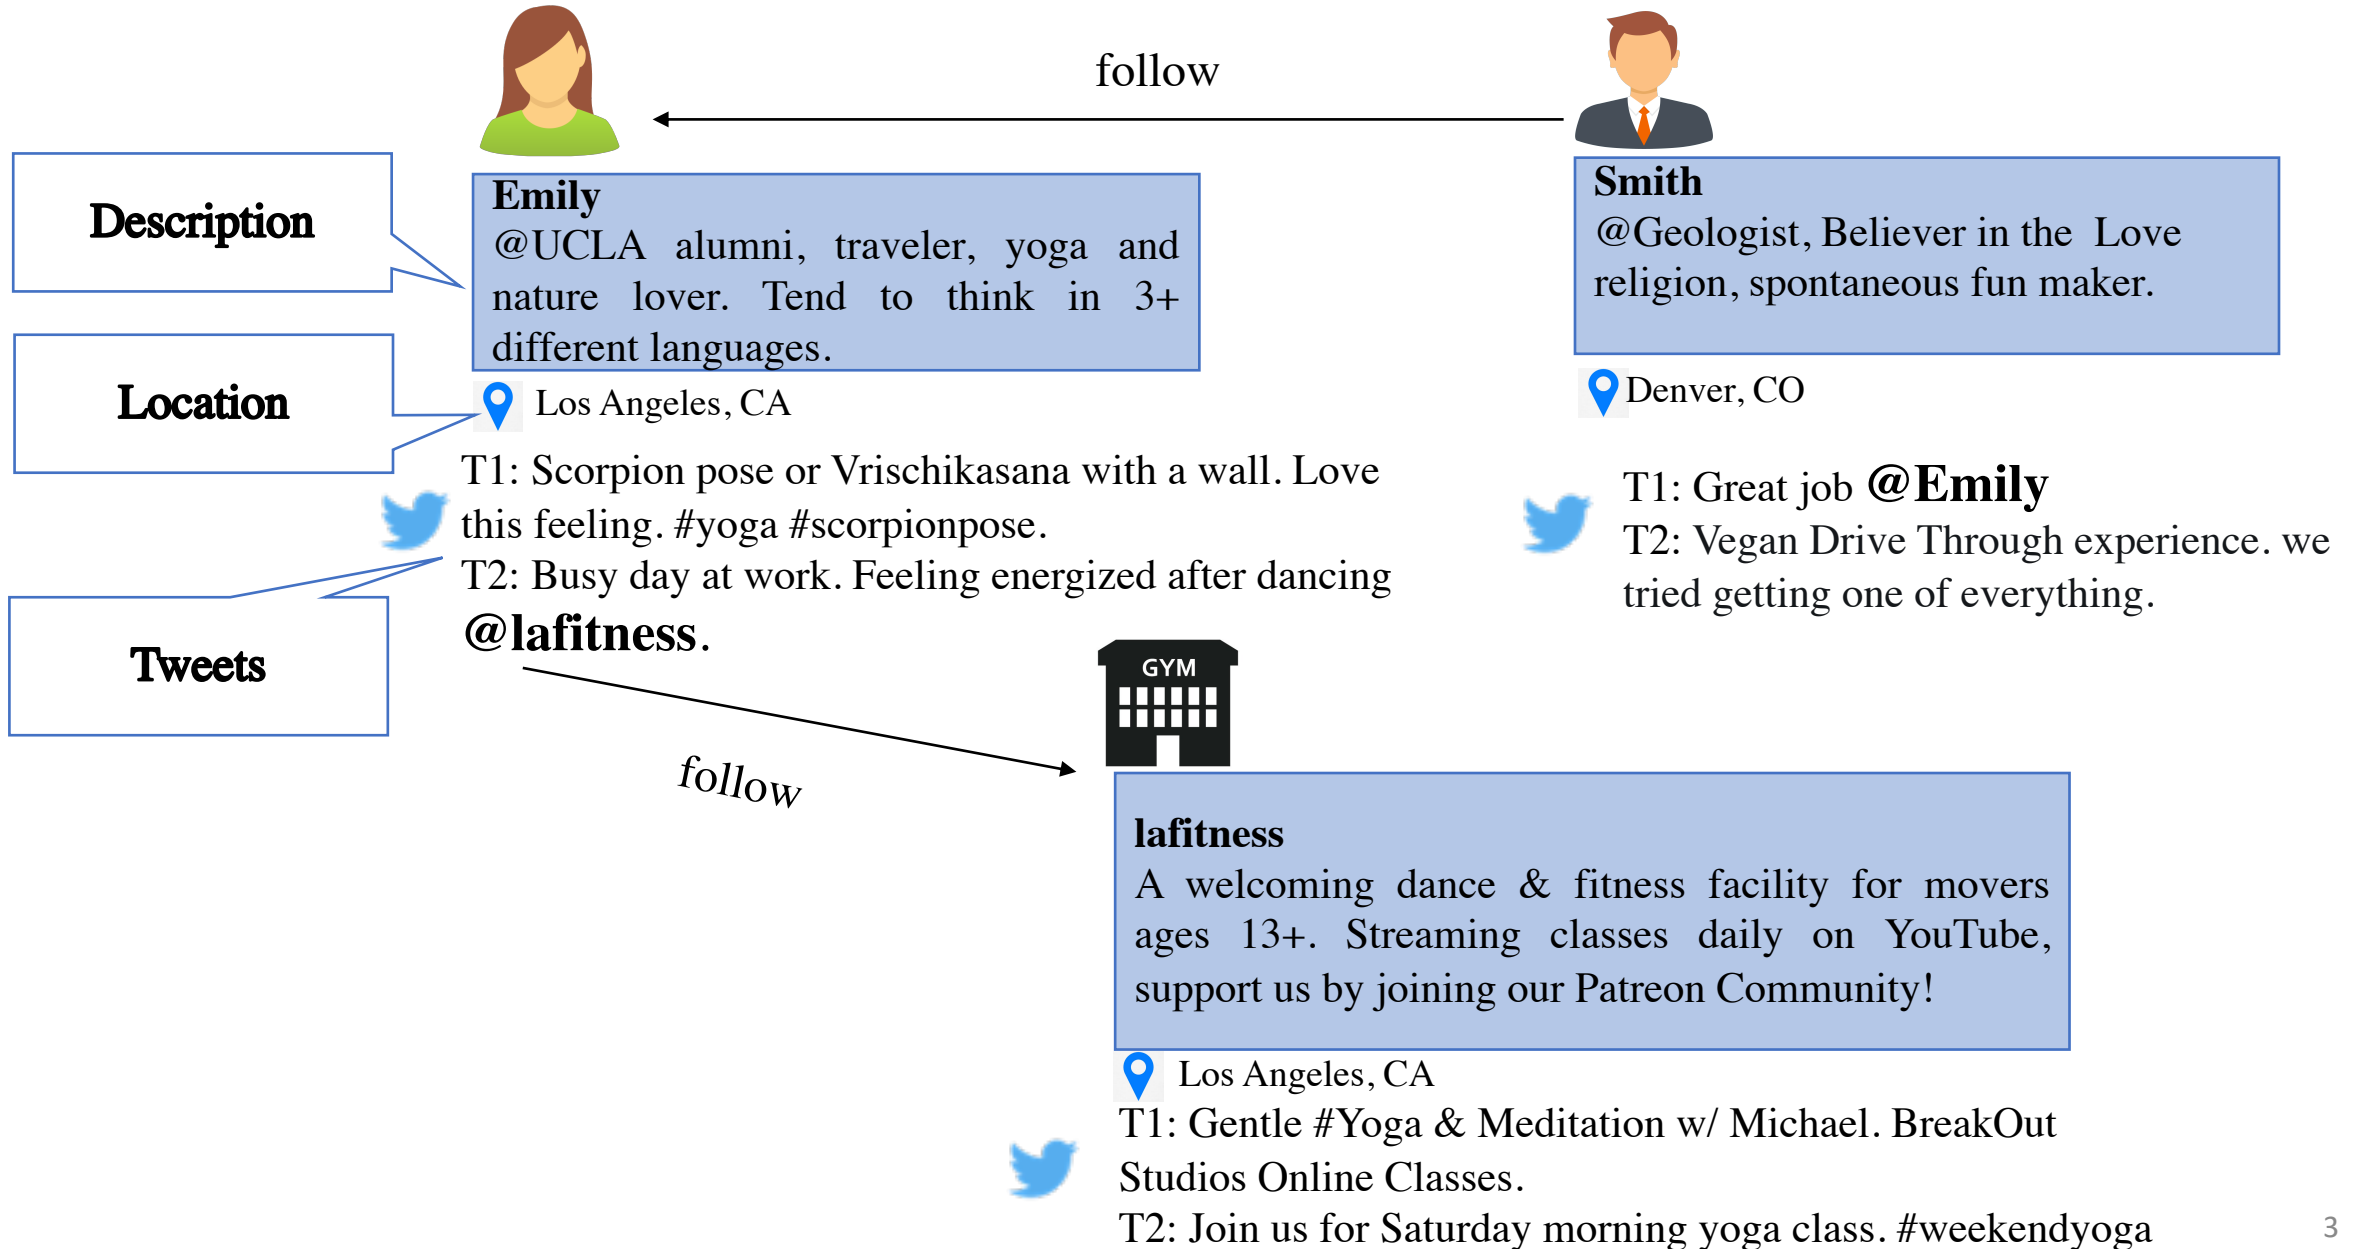 follow
Description
Emily
@UCLA alumni, traveler, yoga and
nature lover. Tend to think in 3+
different languages.
Location
Los Angeles, CA
T1: Scorpion pose or Vrischikasana with a wall. Love
this feeling. #yoga #scorpionpose.
T2: Busy day at work. Feeling energized after dancing
@lafitness.
Tweets
Smith
@Geologist, Believer in the Love
religion, spontaneous fun maker.
Denver, CO
T1: Great job @Emily
T2: Vegan Drive Through experience. we
tried getting one of everything.
follow
GYM
lafitness
A welcoming dance & fitness facility for movers
ages 13+. Streaming classes daily on YouTube,
support us by joining our Patreon Community!
Los Angeles, CA
T1: Gentle #Yoga & Meditation w/ Michael. BreakOut
Studios Online Classes.
T2: Join us for Saturday morning yoga class. #weekendyoga
3